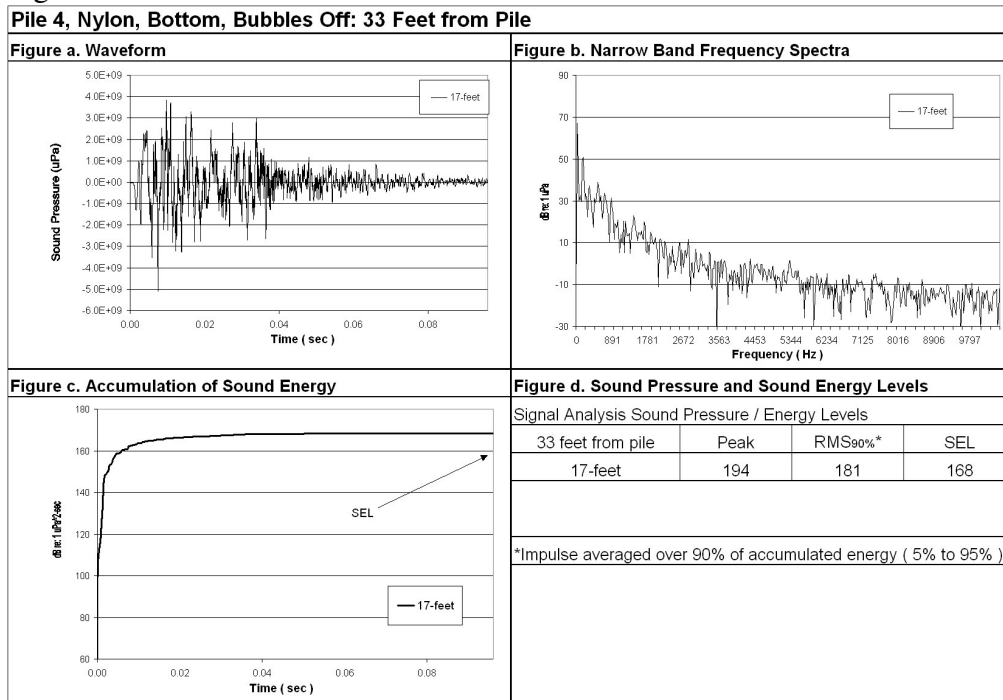 Pile 4, Nylon, Bottom, Bubbles Off: 33 Feet from Pile
Figure a. Waveform
5.0E+09
4.0E+09
3.0E+09
2.0E+09
1.0E+09
0.0E+00
-1.0E+09
-2.0E+09
-3.0E+09
-4.0E+09
-5.0E+09
-6.0E+09
Sound Pressure (uPa)
17-feet
0.00 0.02 0.04 0.06 0.08
Time ( sec )
Figure b. Narrow Band Frequency Spectra
90
70
50
30
10
-10
-30
dB re: 1 uPa
17-feet
0 891 1781 2672 3563 4453 5344 6234 7125 8016 8906 9797
Frequency ( Hz )
Figure c. Accumulation of Sound Energy
180
160
140
120
100
80
60
dB re: 1 uPa^2-sec
SEL
17-feet
0.00 0.02 0.04 0.06 0.08
Time ( sec )
Figure d. Sound Pressure and Sound Energy Levels
Signal Analysis Sound Pressure / Energy Levels
33 feet from pile Peak RMS90%* SEL
17-feet 194 181 168
*Impulse averaged over 90% of accumulated energy ( 5% to 95% )